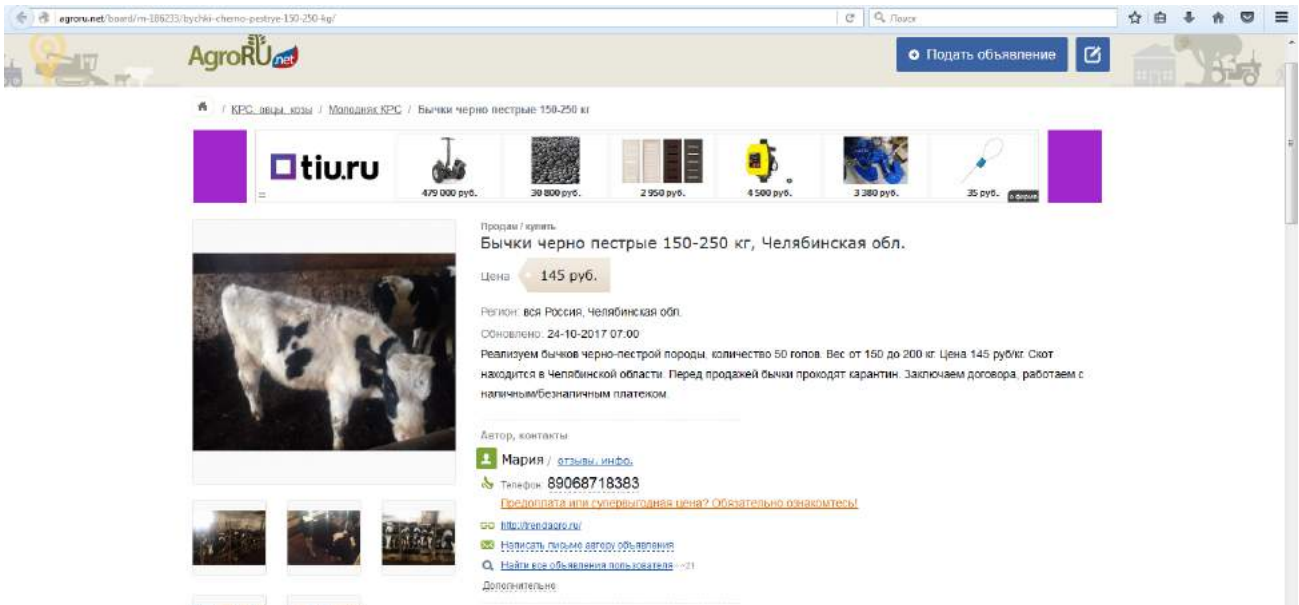 agroru.net/board/m-186233/bychki-cherno-pestrye-150-250-kg/
Поиск
AgroRU.net
Подать объявление
/ КРС, овцы, козы / Молодняк КРС / Бычки черно пестрые 150-250 кг
tiu.ru
479 000 руб. 30 800 руб. 2 950 руб. 4 500 руб. 3 380 руб. 35 руб.
Продам / купить
Бычки черно пестрые 150-250 кг, Челябинская обл.
Цена 145 руб.
Регион: вся Россия, Челябинская обл.
Обновлено: 24-10-2017 07:00
Реализуем бычков черно-пестрой породы, количество 50 голов. Вес от 150 до 200 кг. Цена 145 руб/кг. Скот
находится в Челябинской области. Перед продажей бычки проходят карантин. Заключаем договора, работаем с
наличным/безналичным платежом.
Автор, контакты
Мария / отзывы, инфо.
Телефон: 89068718383
Предоплата или супервыгодная цена? Обязательно ознакомтесь!
http://trendagro.ru/
Написать письмо автору объявления
Найти все объявления пользователя ~21
Дополнительно